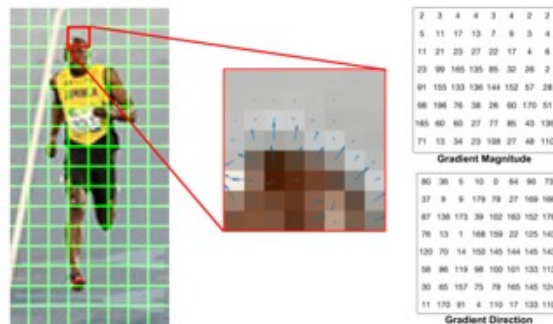 2 3 4 4 3 4 2 2
5 11 17 13 7 9 3 4
11 21 23 27 22 17 4 6
23 99 165 135 85 32 26 2
91 155 133 136 144 152 57 28
98 196 76 38 26 60 170 51
165 60 60 27 77 85 43 136
71 13 34 23 108 27 48 110
Gradient Magnitude
80 36 5 10 0 64 90 73
37 9 9 179 78 27 169 166
87 136 173 39 102 163 152 176
76 13 1 168 159 22 125 143
120 70 14 150 145 144 145 143
58 86 119 98 100 101 133 113
30 65 157 75 78 165 145 124
11 170 91 4 110 17 133 110
Gradient Direction